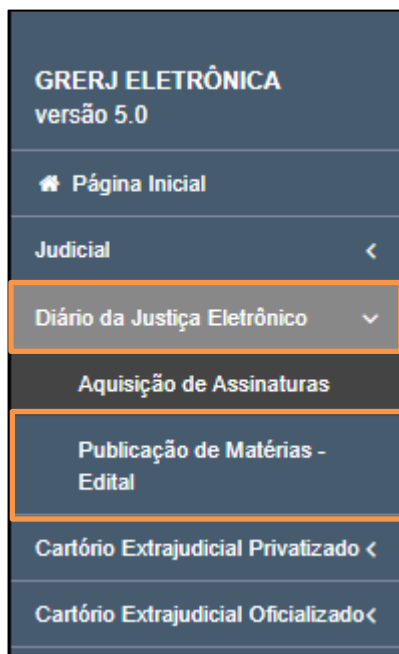 GRERJ ELETRÔNICA
versão 5.0
Página Inicial
Judicial
Diário da Justiça Eletrônico
Aquisição de Assinaturas
Publicação de Matérias -
Edital
Cartório Extrajudicial Privatizado
Cartório Extrajudicial Oficializado